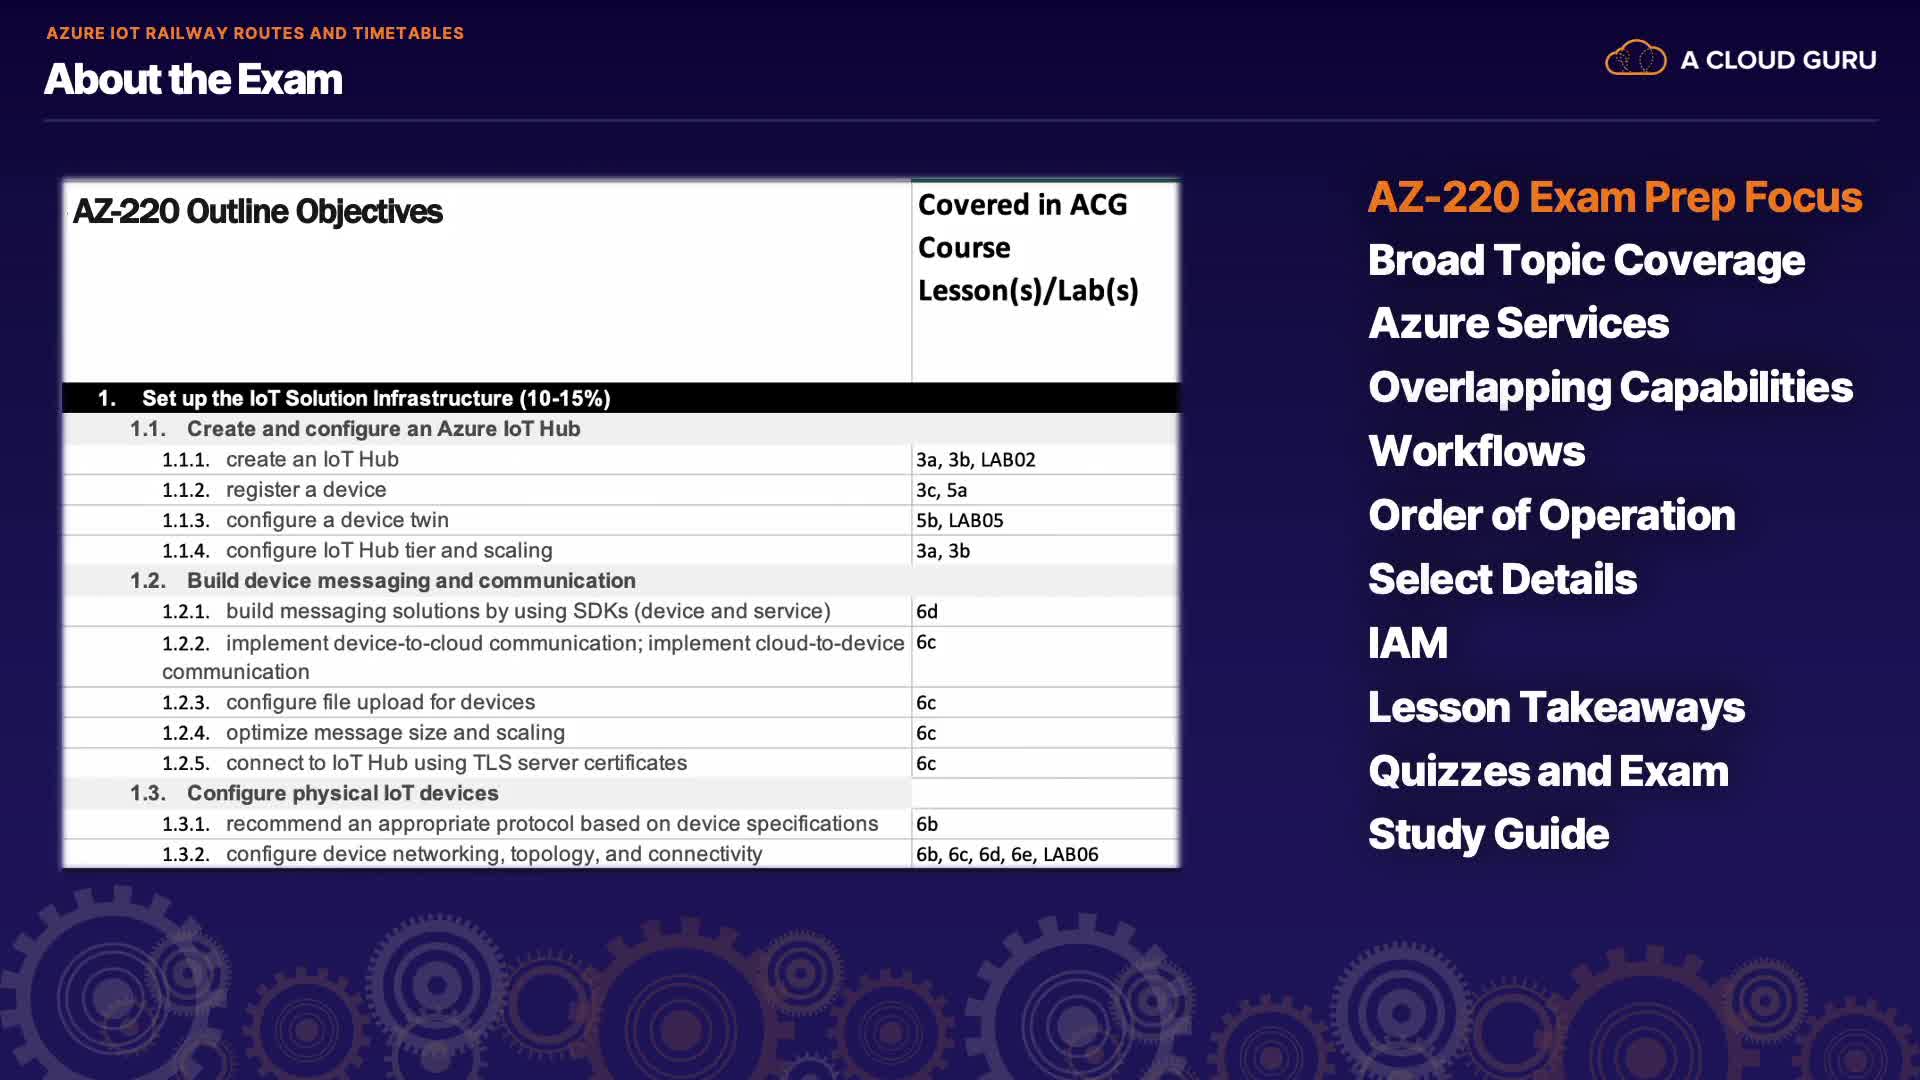 AZURE IOT RAILWAY ROUTES AND TIMETABLES
About the Exam
A CLOUD GURU
AZ-220 Outline Objectives
Covered in ACG
Course
Lesson(s)/Lab(s)
1. Set up the IoT Solution Infrastructure (10-15%)
1.1. Create and configure an Azure IoT Hub
1.1.1. create an IoT Hub 3a, 3b, LAB02
1.1.2. register a device 3c, 5a
1.1.3. configure a device twin 5b, LAB05
1.1.4. configure IoT Hub tier and scaling 3a, 3b
1.2. Build device messaging and communication
1.2.1. build messaging solutions by using SDKs (device and service) 6d
1.2.2. implement device-to-cloud communication; implement cloud-to-device 6c
communication
1.2.3. configure file upload for devices 6c
1.2.4. optimize message size and scaling 6c
1.2.5. connect to IoT Hub using TLS server certificates 6c
1.3. Configure physical IoT devices
1.3.1. recommend an appropriate protocol based on device specifications 6b
1.3.2. configure device networking, topology, and connectivity 6b, 6c, 6d, 6e, LAB06
AZ-220 Exam Prep Focus
Broad Topic Coverage
Azure Services
Overlapping Capabilities
Workflows
Order of Operation
Select Details
IAM
Lesson Takeaways
Quizzes and Exam
Study Guide